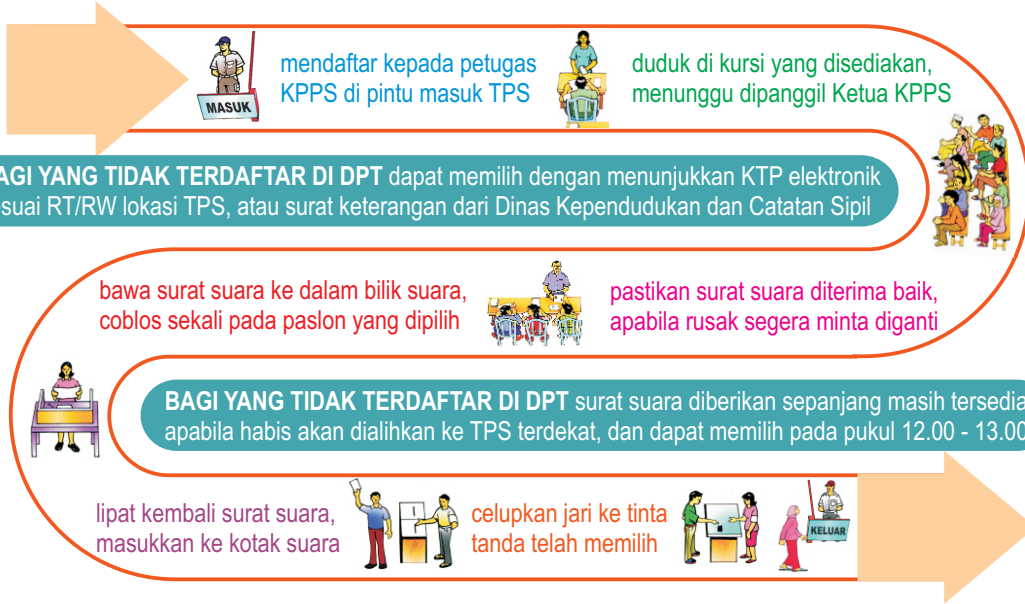 MASUK
mendaftar kepada petugas
KPPS di pintu masuk TPS
duduk di kursi yang disediakan,
menunggu dipanggil Ketua KPPS
AGI YANG TIDAK TERDAFTAR DI DPT dapat memilih dengan menunjukkan KTP elektronik
suai RT/RW lokasi TPS, atau surat keterangan dari Dinas Kependudukan dan Catatan Sipil
pastikan surat suara diterima baik,
apabila rusak segera minta diganti
bawa surat suara ke dalam bilik suara,
coblos sekali pada paslon yang dipilih
BAGI YANG TIDAK TERDAFTAR DI DPT surat suara diberikan sepanjang masih tersedia
apabila habis akan dialihkan ke TPS terdekat, dan dapat memilih pada pukul 12.00 - 13.00
lipat kembali surat suara,
masukkan ke kotak suara
celupkan jari ke tinta
tanda telah memilih
KELUAR